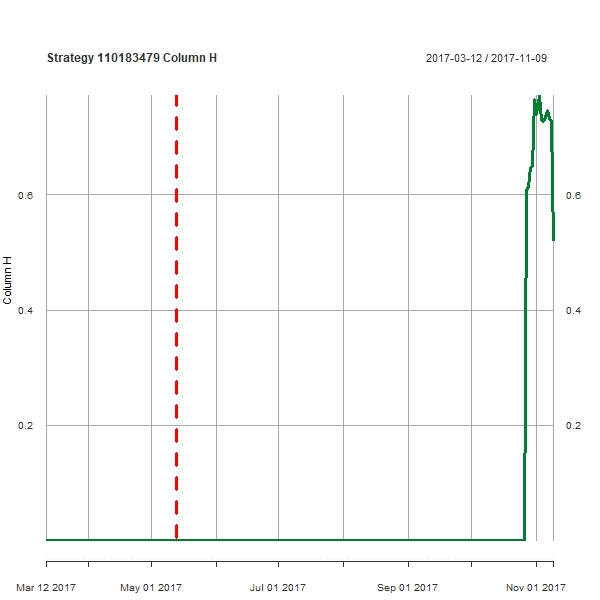 Strategy 110183479 Column H
2017-03-12 / 2017-11-09
0.6
0.6
Column H
0.4
0.4
0.2
0.2
Mar 12 2017
May 01 2017
Jul 01 2017
Sep 01 2017
Nov 01 2017